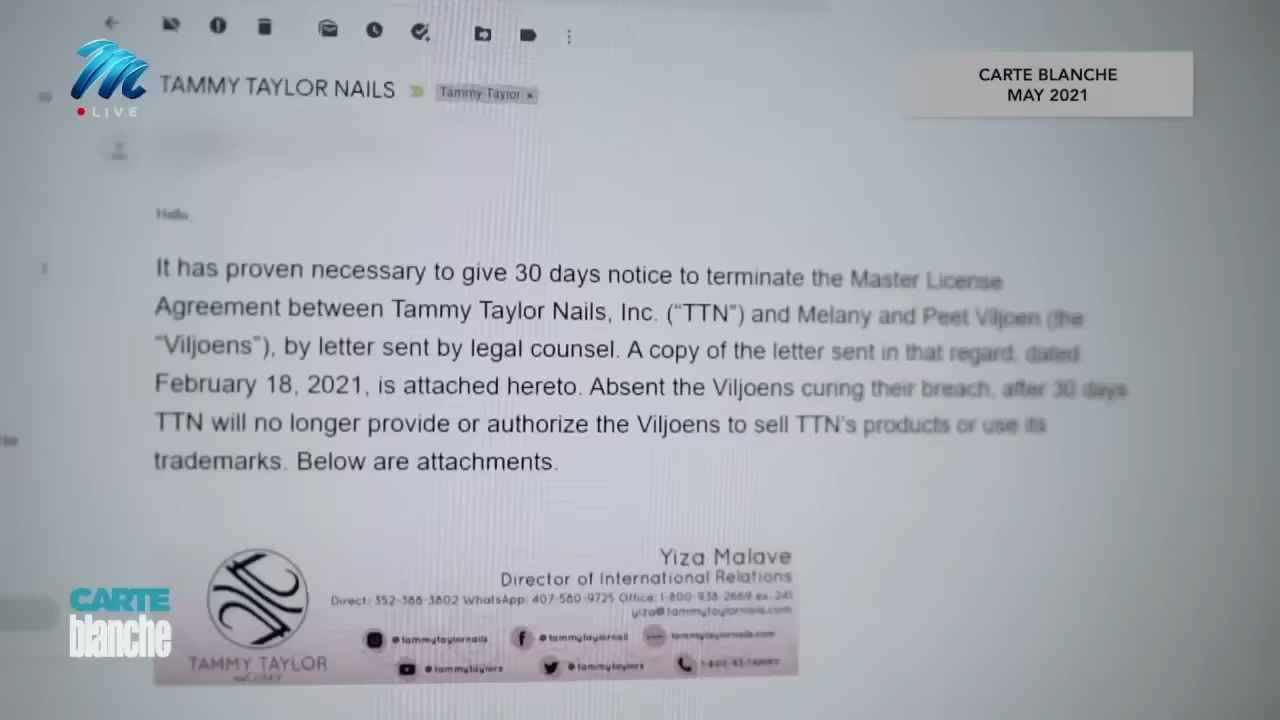 LIVE
TAMMY TAYLOR NAILS
Tammy Taylor ×
CARTE BLANCHE
MAY 2021
Hello,
It has proven necessary to give 30 days notice to terminate the Master License
Agreement between Tammy Taylor Nails, Inc. (“TTN”) and Melany and Peet Viljoen (the
“Viljoens”), by letter sent by legal counsel. A copy of the letter sent in that regard, dated
February 18, 2021, is attached hereto. Absent the Viljoens curing their breach, after 30 days
TTN will no longer provide or authorize the Viljoens to sell TTN's products or use its
trademarks. Below are attachments.
Yiza Malave
Director of International Relations
Direct: 352-388-3802 WhatsApp: 407-580-9725 Office: 1-800-938-2669 ex. 241
yiza@tammytaylornails.com
@tammytaylornails @tammytaylornail tammytaylornails.com
@tammytaylors @tammytaylors 1-800-93-TAMMY
TAMMY TAYLOR
CARTE
blanche